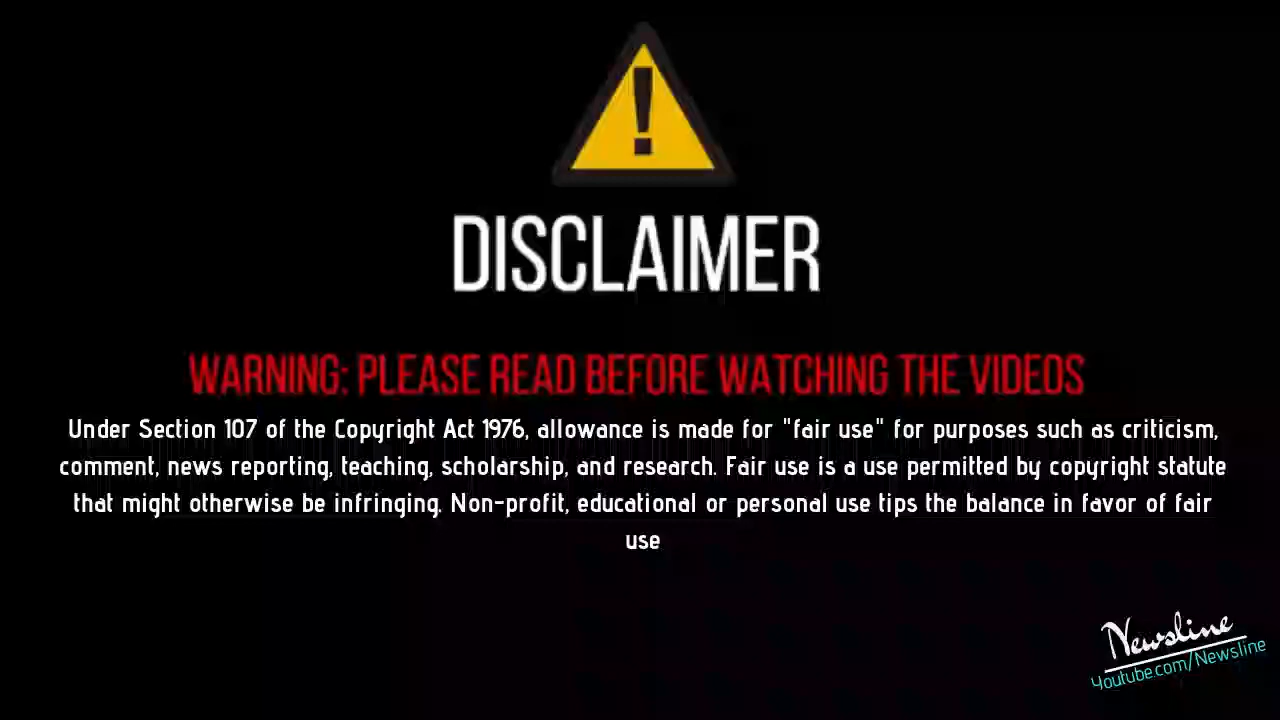 DISCLAIMER
WARNING: PLEASE READ BEFORE WATCHING THE VIDEOS
Under Section 107 of the Copyright Act 1976, allowance is made for "fair use" for purposes such as criticism,
comment, news reporting, teaching, scholarship, and research. Fair use is a use permitted by copyright statute
that might otherwise be infringing. Non-profit, educational or personal use tips the balance in favor of fair
use
Newsline
Youtube.com/Newsline